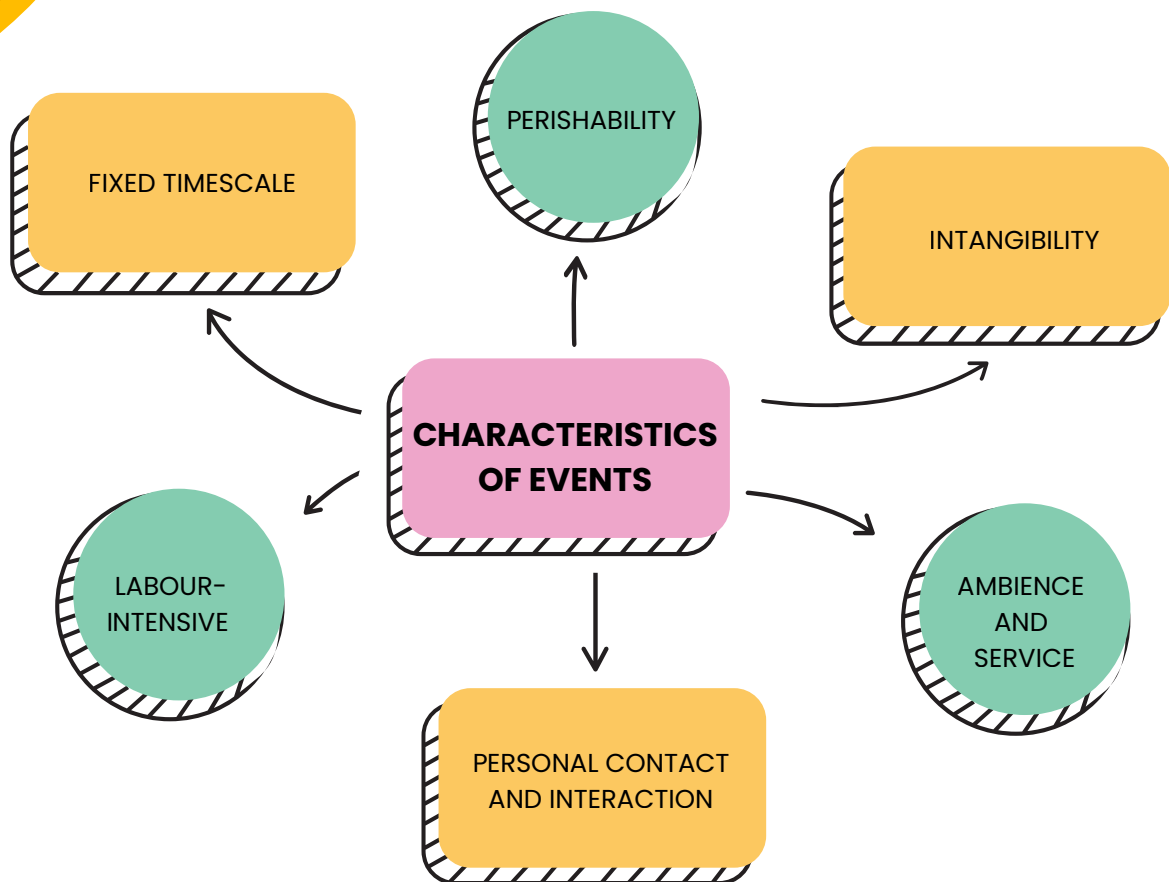 PERISHABILITY
FIXED TIMESCALE
INTANGIBILITY
CHARACTERISTICS
OF EVENTS
LABOUR-
INTENSIVE
AMBIENCE
AND
SERVICE
PERSONAL CONTACT
AND INTERACTION